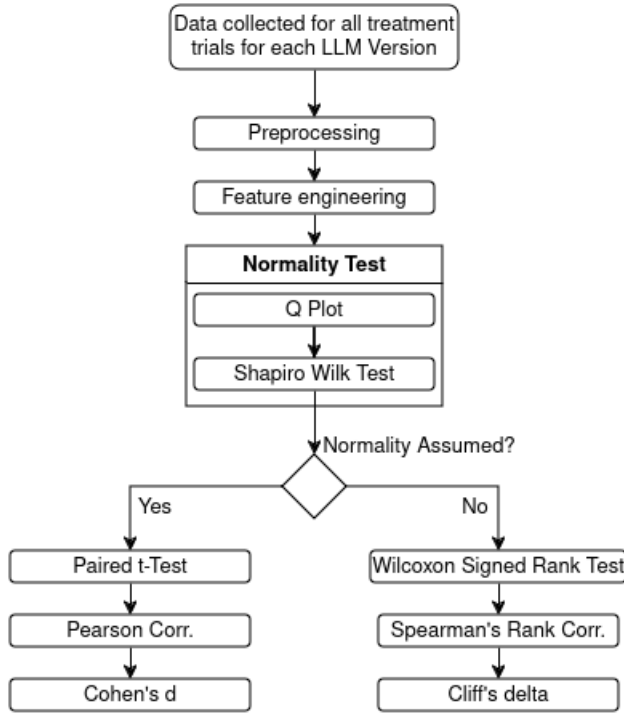 Data collected for all treatment
trials for each LLM Version
Preprocessing
Feature engineering
Normality Test
Q Plot
Shapiro Wilk Test
Normality Assumed?
Yes
No
Paired t-Test
Wilcoxon Signed Rank Test
Pearson Corr.
Spearman's Rank Corr.
Cohen's d
Cliff's delta